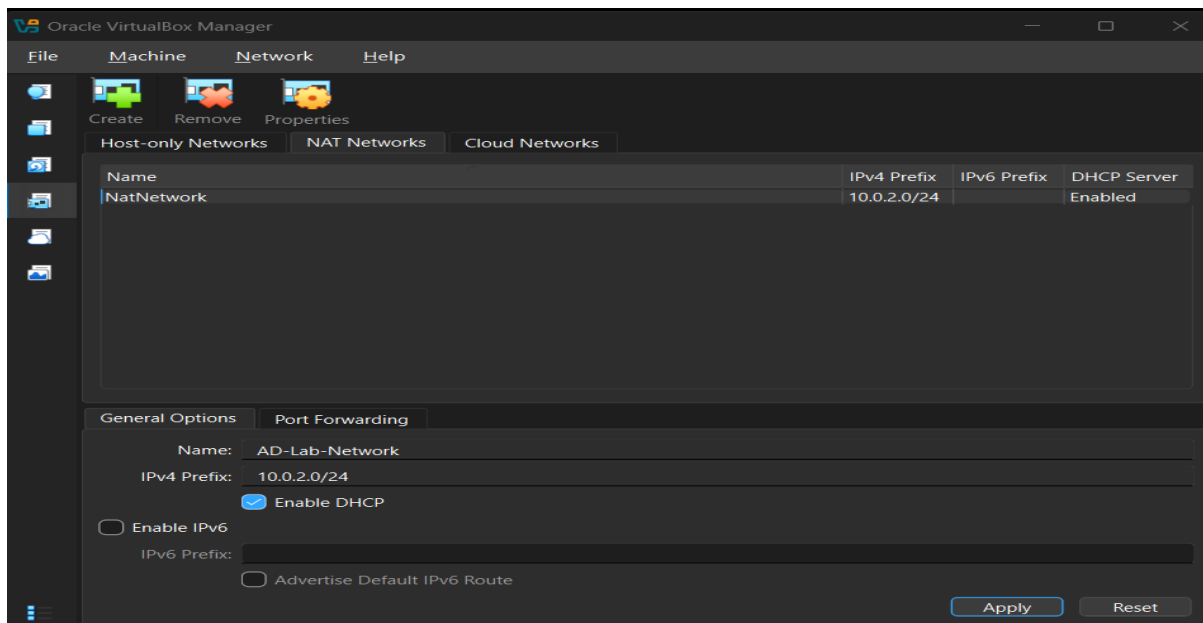 Oracle VirtualBox Manager
File Machine Network Help
Create Remove Properties
Host-only Networks NAT Networks Cloud Networks
Name IPv4 Prefix IPv6 Prefix DHCP Server
NatNetwork 10.0.2.0/24 Enabled
General Options Port Forwarding
Name: AD-Lab-Network
IPv4 Prefix: 10.0.2.0/24
Enable DHCP
Enable IPv6
IPv6 Prefix:
Advertise Default IPv6 Route
Apply Reset